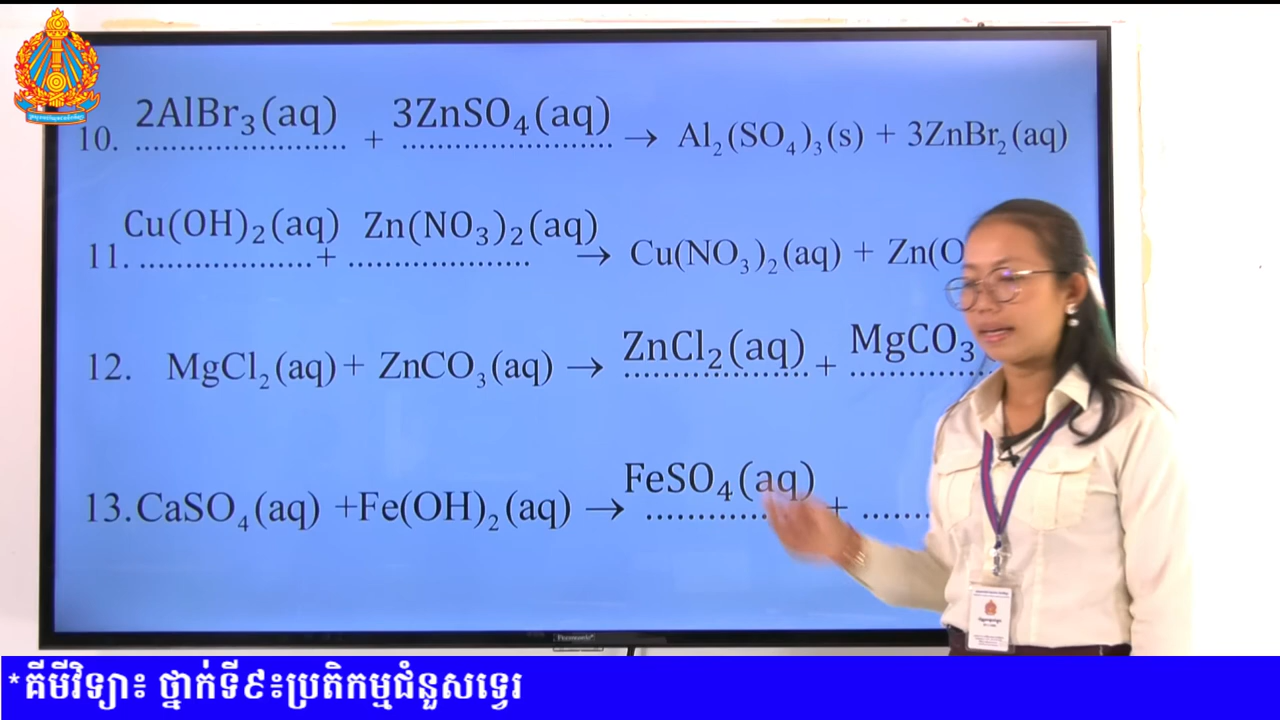 10. 2AlBr₃(aq) + 3ZnSO₄(aq) → Al₂(SO₄)₃(s) + 3ZnBr₂(aq)
11. Cu(OH)₂(aq) + Zn(NO₃)₂(aq) → Cu(NO₃)₂(aq) + Zn(O
12. MgCl₂(aq) + ZnCO₃(aq) → ZnCl₂(aq) + MgCO₃
13. CaSO₄(aq) + Fe(OH)₂(aq) → FeSO₄(aq) + ........
Panasonic
*គីមីវិទ្យា៖ ថ្នាក់ទី៩៖ប្រតិកម្មជំនួសទ្វេរ